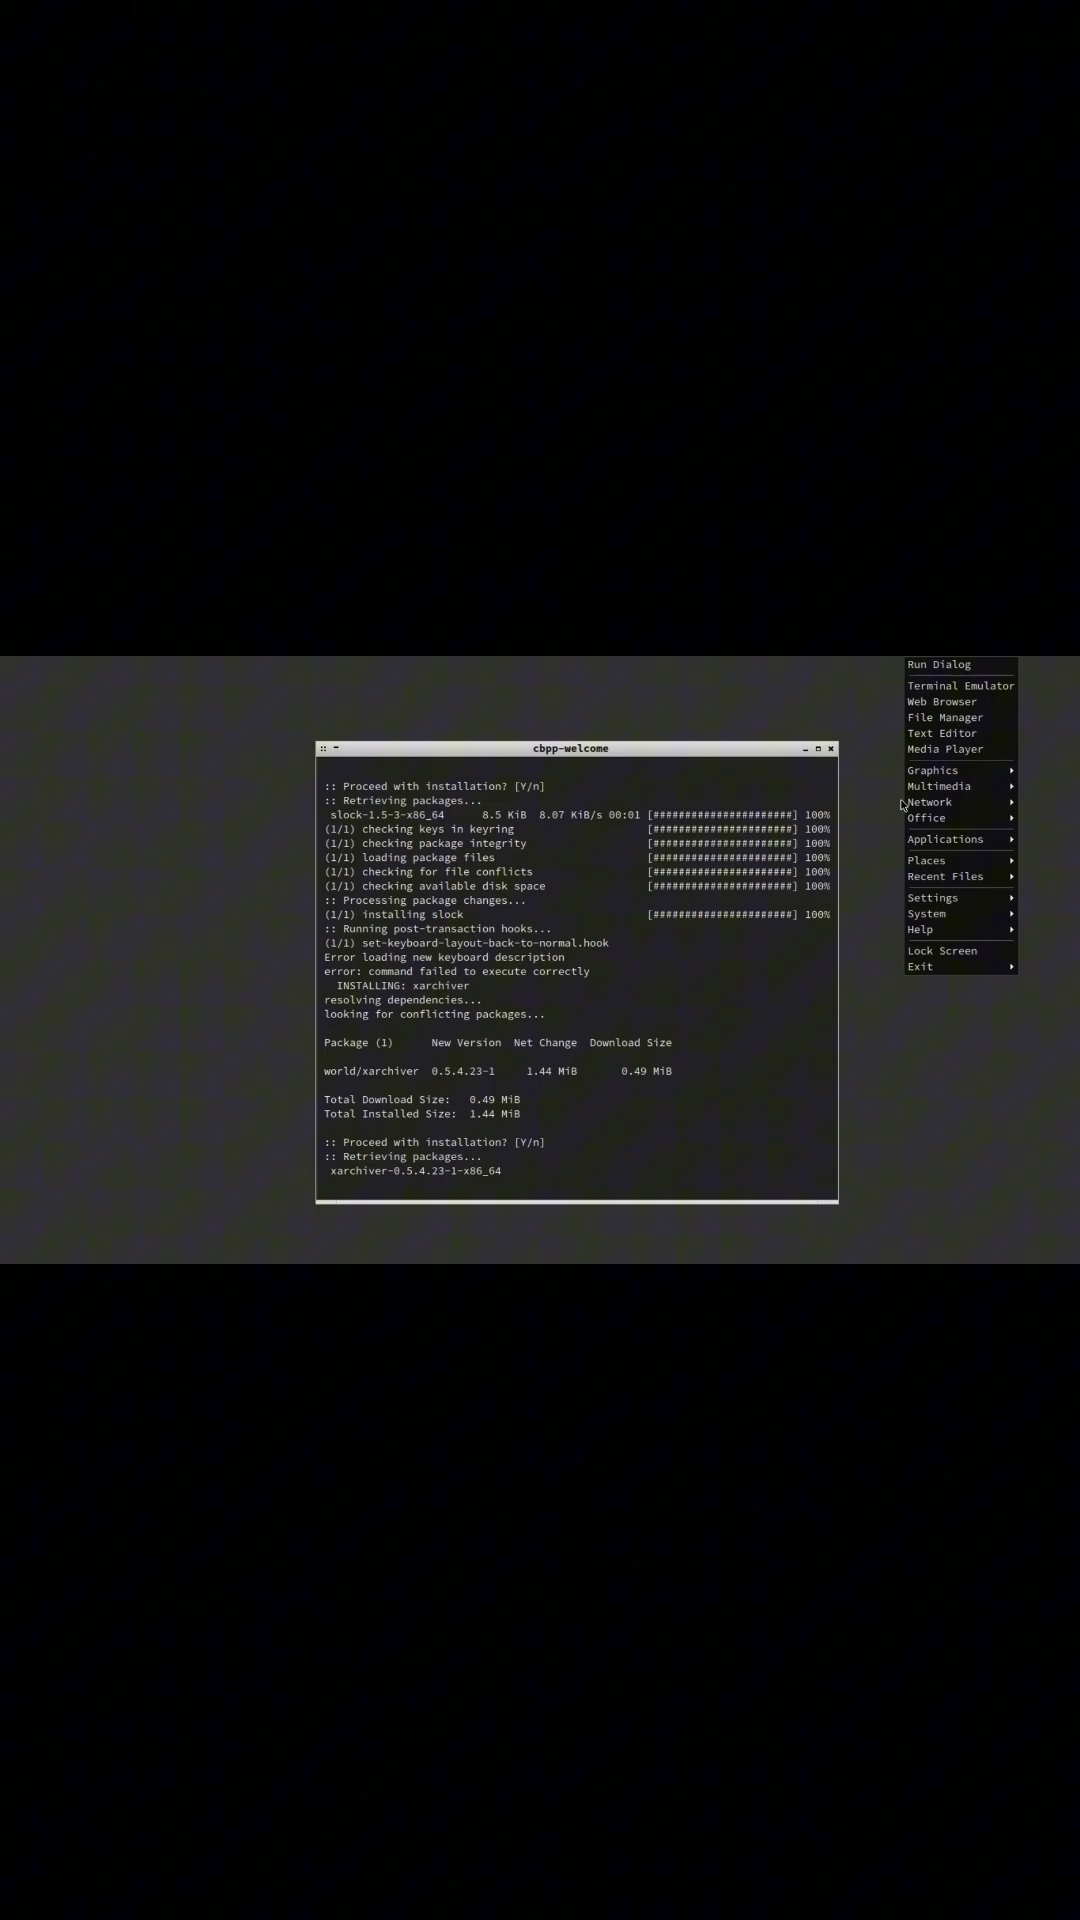 cbpp-welcome
:: Proceed with installation? [Y/n]
:: Retrieving packages...
slock-1.5-3-x86_64      8.5 KiB  8.07 KiB/s 00:01 [######################] 100%
(1/1) checking keys in keyring                     [######################] 100%
(1/1) checking package integrity                   [######################] 100%
(1/1) loading package files                        [######################] 100%
(1/1) checking for file conflicts                  [######################] 100%
(1/1) checking available disk space                [######################] 100%
:: Processing package changes...
(1/1) installing slock                             [######################] 100%
:: Running post-transaction hooks...
(1/1) set-keyboard-layout-back-to-normal.hook
Error loading new keyboard description
error: command failed to execute correctly
INSTALLING: xarchiver
resolving dependencies...
looking for conflicting packages...
Package (1)      New Version  Net Change  Download Size
world/xarchiver  0.5.4.23-1     1.44 MiB       0.49 MiB
Total Download Size:   0.49 MiB
Total Installed Size:  1.44 MiB
:: Proceed with installation? [Y/n]
:: Retrieving packages...
xarchiver-0.5.4.23-1-x86_64
Run Dialog
Terminal Emulator
Web Browser
File Manager
Text Editor
Media Player
Graphics
Multimedia
Network
Office
Applications
Places
Recent Files
Settings
System
Help
Lock Screen
Exit